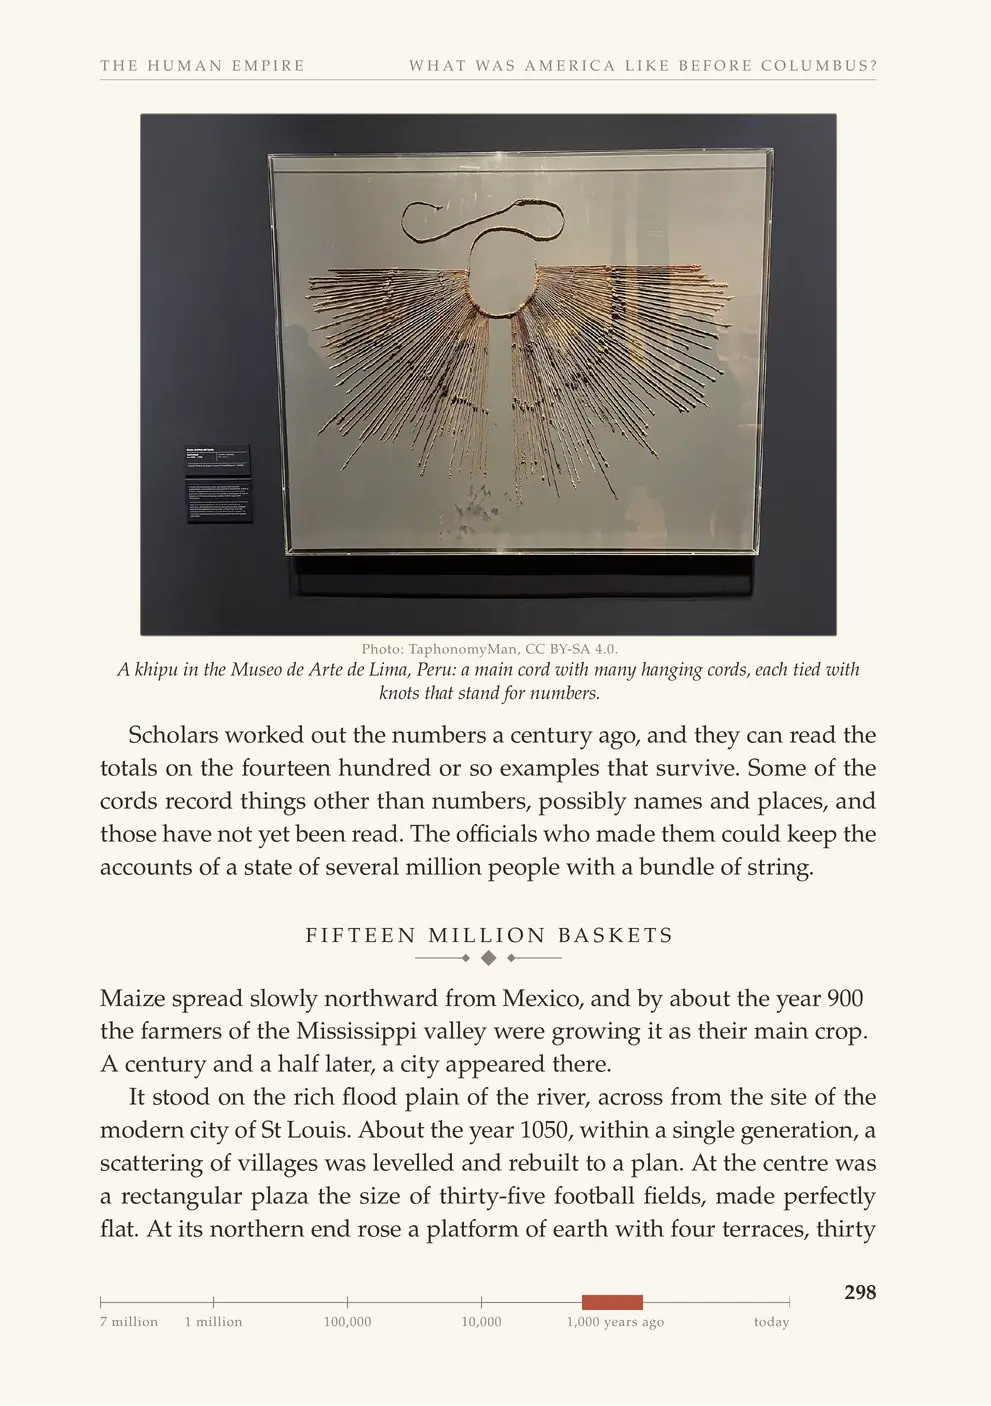 THE HUMAN EMPIRE
WHAT WAS AMERICA LIKE BEFORE COLUMBUS?
Photo: TaphonomyMan, CC BY-SA 4.0.
A khipu in the Museo de Arte de Lima, Peru: a main cord with many hanging cords, each tied with
knots that stand for numbers.
Scholars worked out the numbers a century ago, and they can read the
totals on the fourteen hundred or so examples that survive. Some of the
cords record things other than numbers, possibly names and places, and
those have not yet been read. The officials who made them could keep the
accounts of a state of several million people with a bundle of string.
FIFTEEN MILLION BASKETS
Maize spread slowly northward from Mexico, and by about the year 900
the farmers of the Mississippi valley were growing it as their main crop.
A century and a half later, a city appeared there.
It stood on the rich flood plain of the river, across from the site of the
modern city of St Louis. About the year 1050, within a single generation, a
scattering of villages was levelled and rebuilt to a plan. At the centre was
a rectangular plaza the size of thirty-five football fields, made perfectly
flat. At its northern end rose a platform of earth with four terraces, thirty
298
7 million 1 million 100,000 10,000 1,000 years ago today